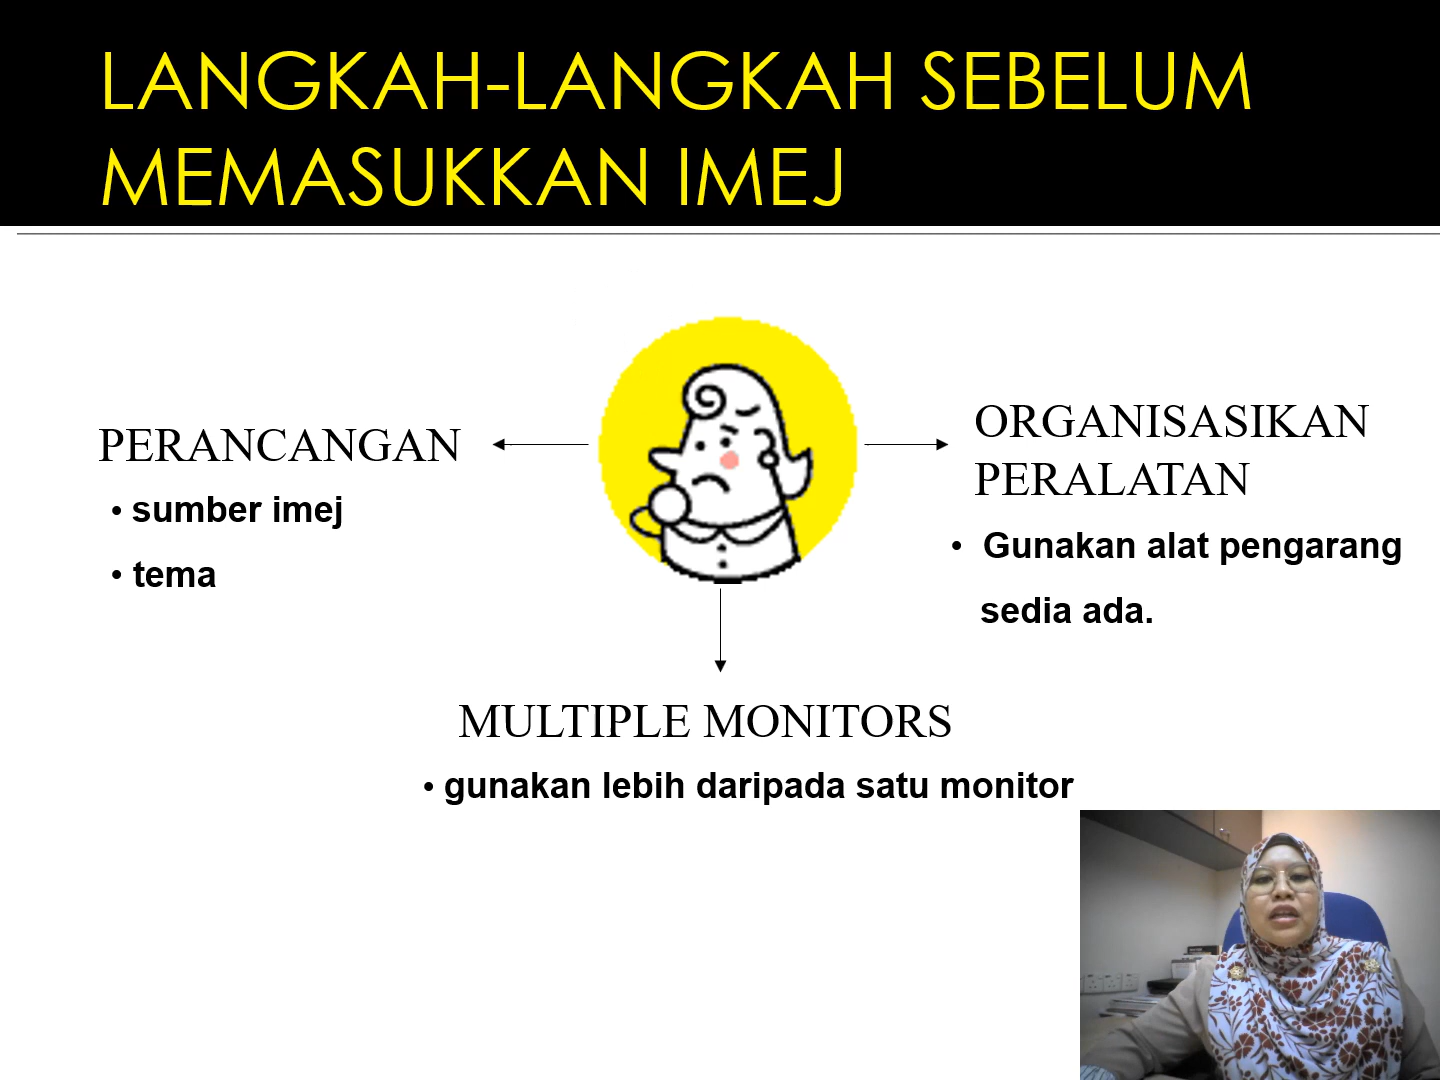 LANGKAH-LANGKAH SEBELUM
MEMASUKKAN IMEJ
PERANCANGAN
• sumber imej
• tema
ORGANISASIKAN
PERALATAN
• Gunakan alat pengarang
sedia ada.
MULTIPLE MONITORS
• gunakan lebih daripada satu monitor